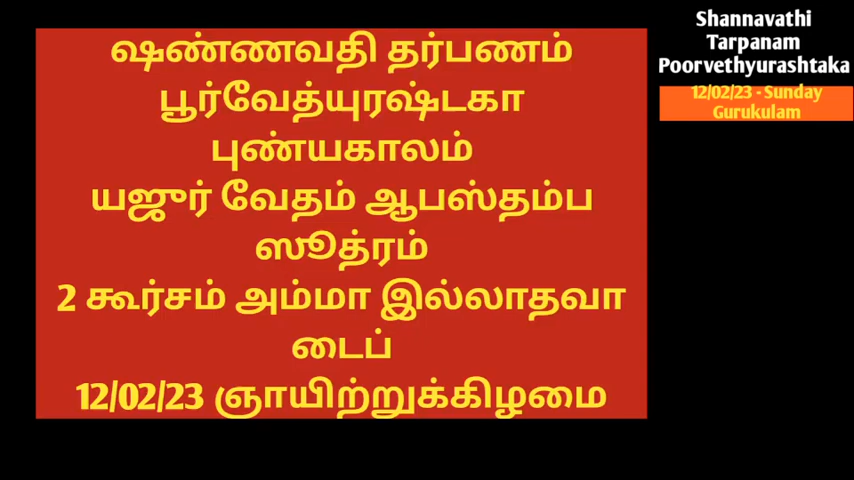 ஷண்ணவதி தர்பணம்
பூர்வேத்யுரஷ்டகா
புண்யகாலம்
யஜுர் வேதம் ஆபஸ்தம்ப
ஸூத்ரம்
2 கூர்சம் அம்மா இல்லாதவா
டைப்
12/02/23 ஞாயிற்றுக்கிழமை
Shannavathi
Tarpanam
Poorvethyurashtaka
12/02/23 - Sunday
Gurukulam